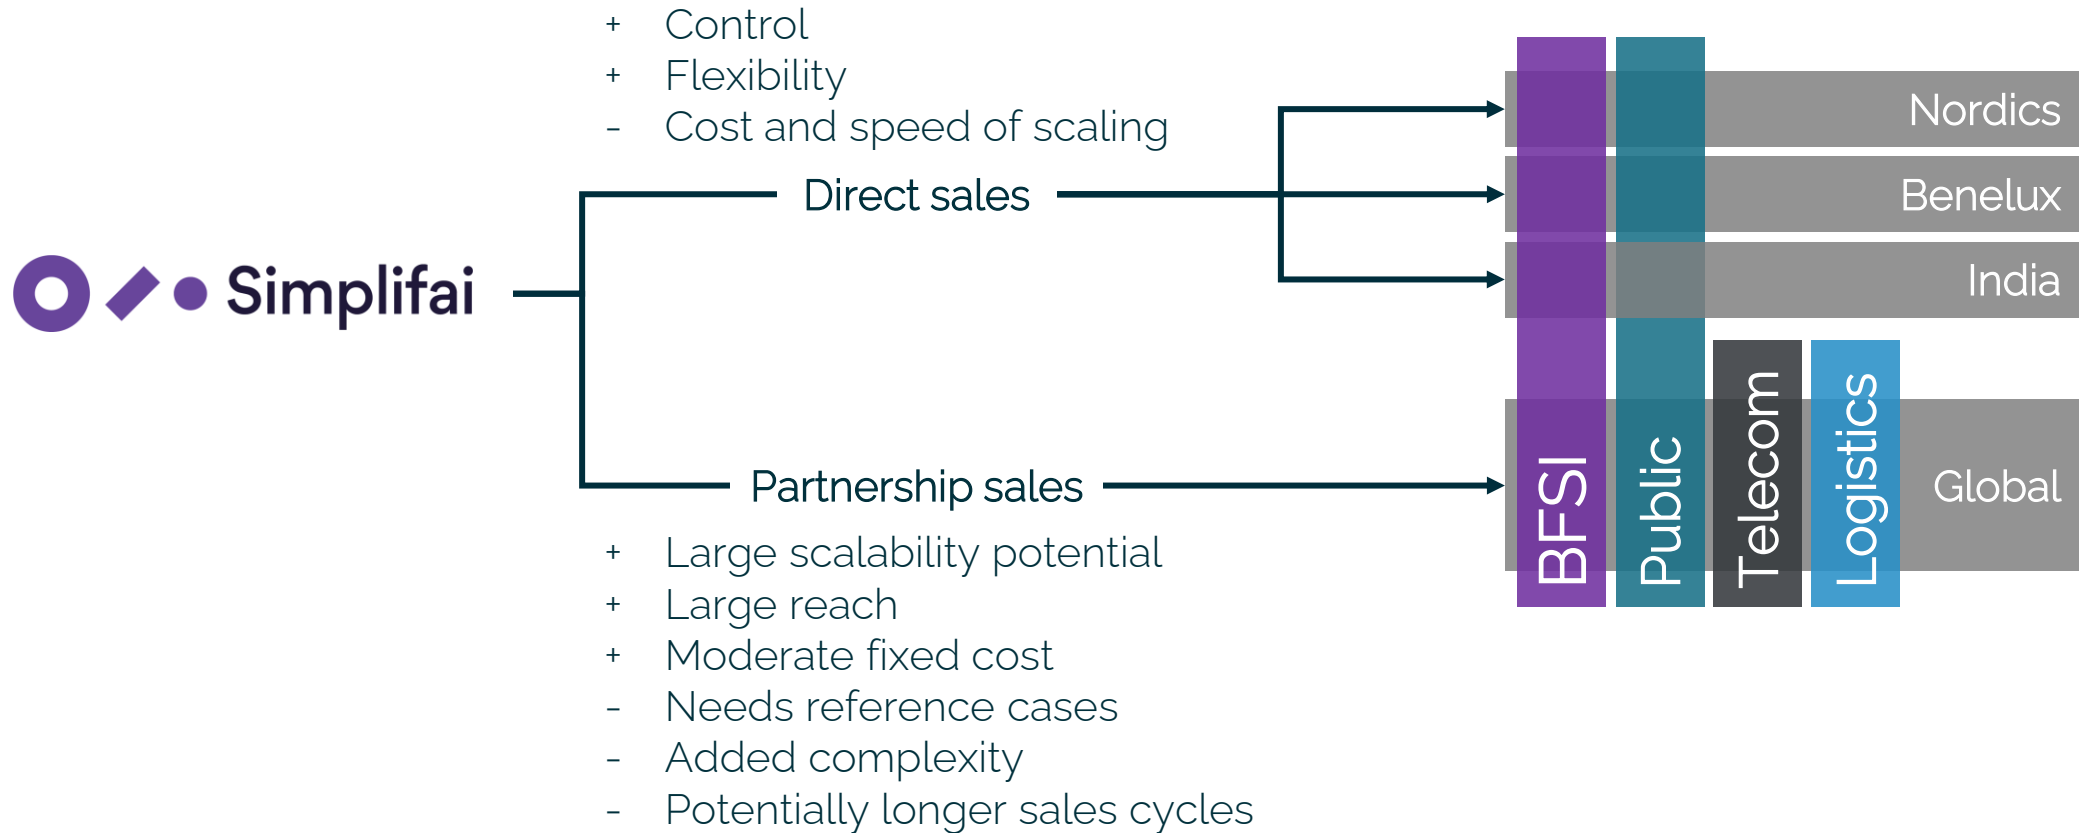 + Control
+ Flexibility
- Cost and speed of scaling
Direct sales
Simplifai
Partnership sales
+ Large scalability potential
+ Large reach
+ Moderate fixed cost
- Needs reference cases
- Added complexity
- Potentially longer sales cycles
Nordics
Benelux
India
Global
BFSI
Public
Telecom
Logistics